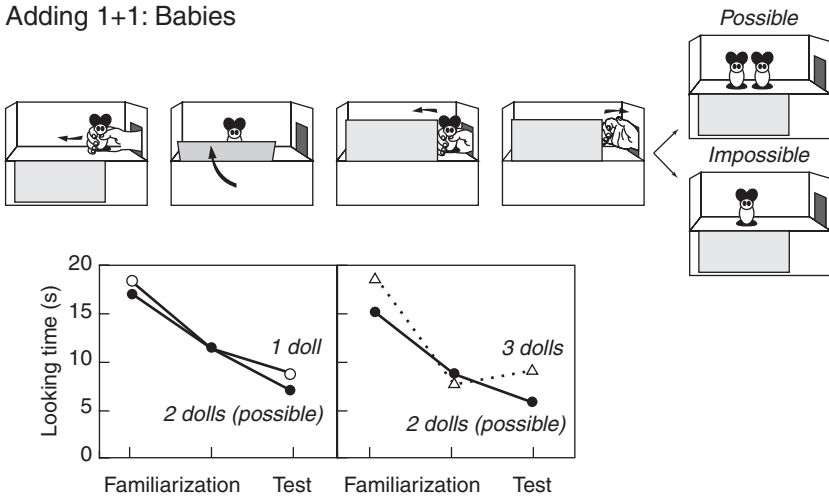 Adding 1+1: Babies
Possible
Impossible
Looking time (s)
20
15
10
5
0
1 doll
2 dolls (possible)
3 dolls
2 dolls (possible)
Familiarization Test Familiarization Test